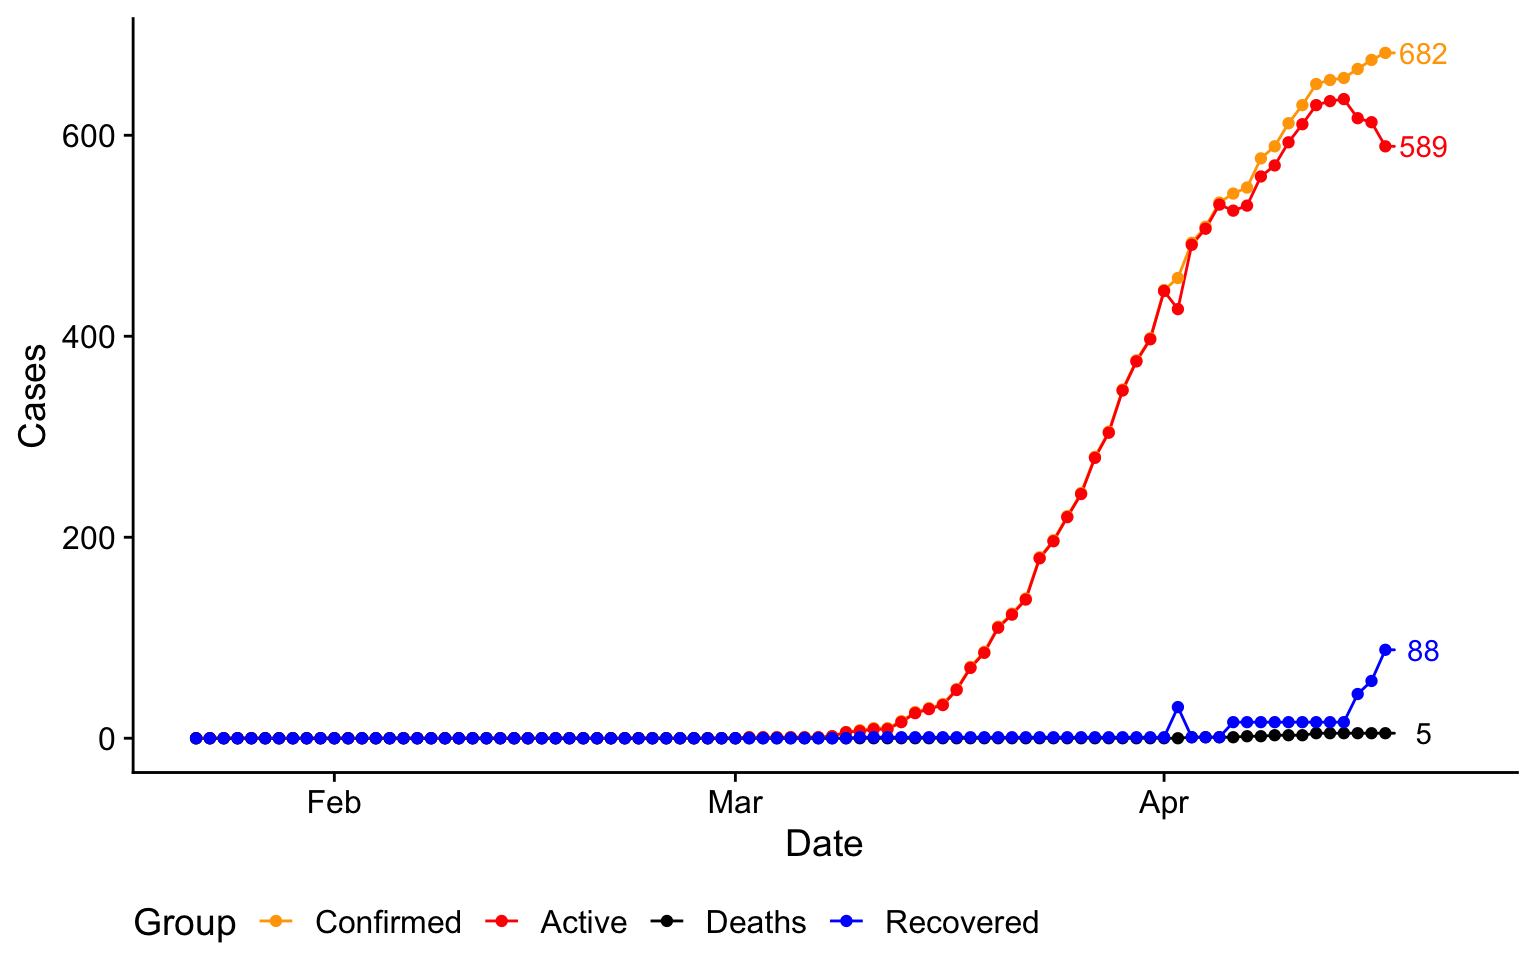 682
600
589
400
Cases
200
88
0
5
Feb Mar Apr
Date
Group Confirmed Active Deaths Recovered